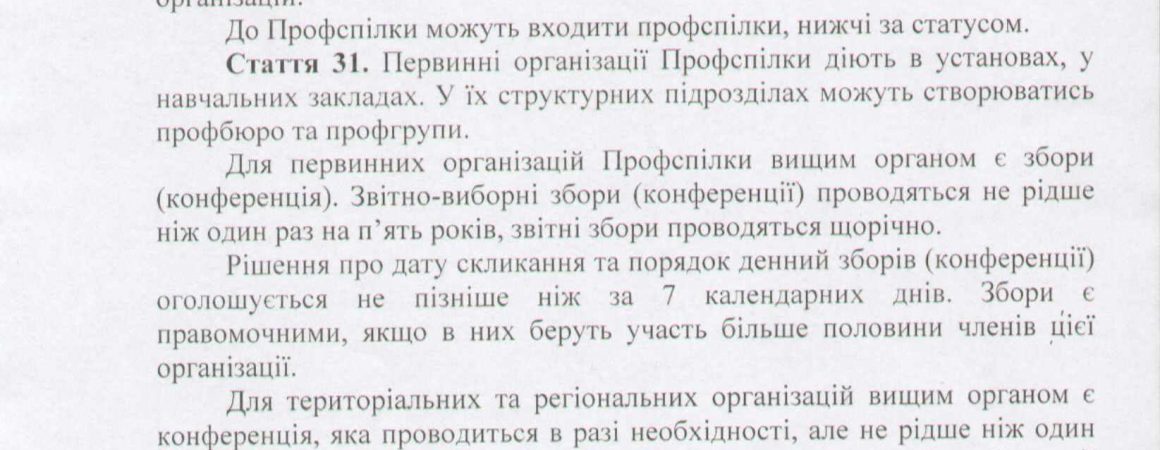 організацій.
До Профспілки можуть входити профспілки, нижчі за статусом.
Стаття 31. Первинні організації Профспілки діють в установах, у
навчальних закладах. У їх структурних підрозділах можуть створюватись
профбюро та профгрупи.
Для первинних організацій Профспілки вищим органом є збори
(конференція). Звітно-виборні збори (конференції) проводяться не рідше
ніж один раз на п’ять років, звітні збори проводяться щорічно.
Рішення про дату скликання та порядок денний зборів (конференції)
оголошується не пізніше ніж за 7 календарних днів. Збори є
правомочними, якщо в них беруть участь більше половини членів цієї
організації.
Для територіальних та регіональних організацій вищим органом є
конференція, яка проводиться в разі необхідності, але не рідше ніж один